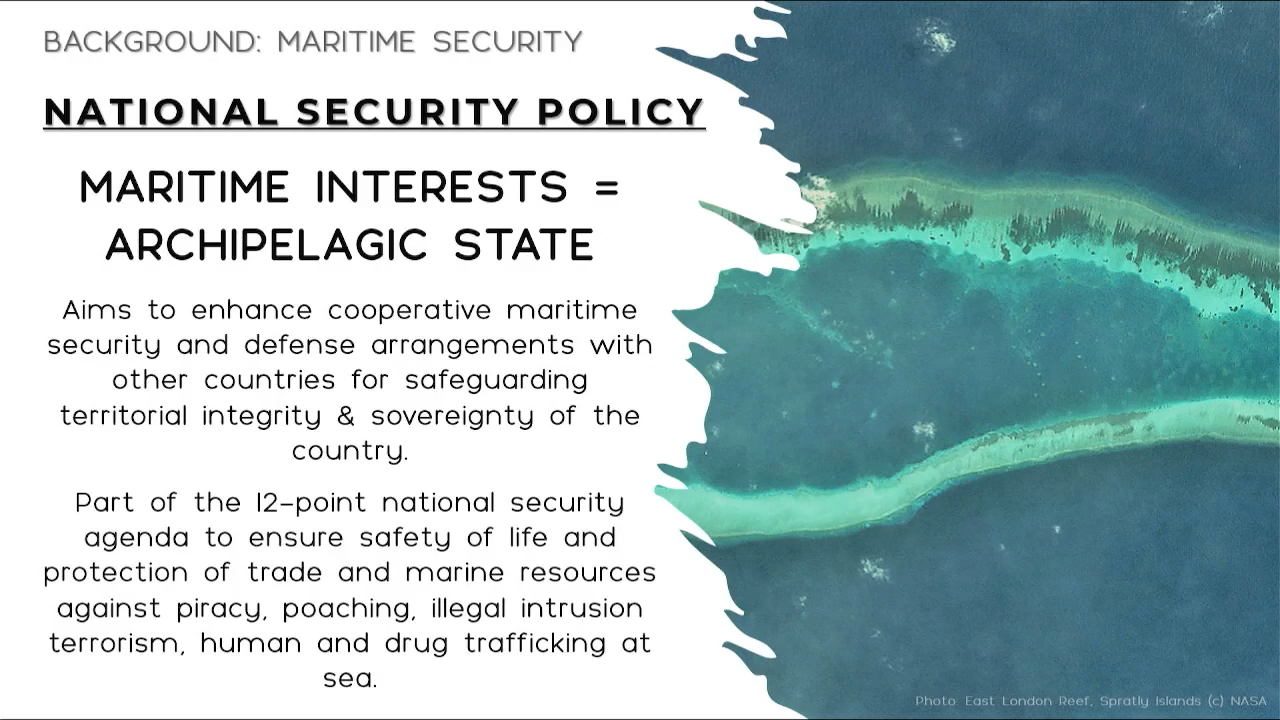 BACKGROUND: MARITIME SECURITY
NATIONAL SECURITY POLICY
MARITIME INTERESTS =
ARCHIPELAGIC STATE
Aims to enhance cooperative maritime
security and defense arrangements with
other countries for safeguarding
territorial integrity & sovereignty of the
country.
Part of the 12-point national security
agenda to ensure safety of life and
protection of trade and marine resources
against piracy, poaching, illegal intrusion
terrorism, human and drug trafficking at
sea.
Photo: East London Reef, Spratly Islands (c) NASA